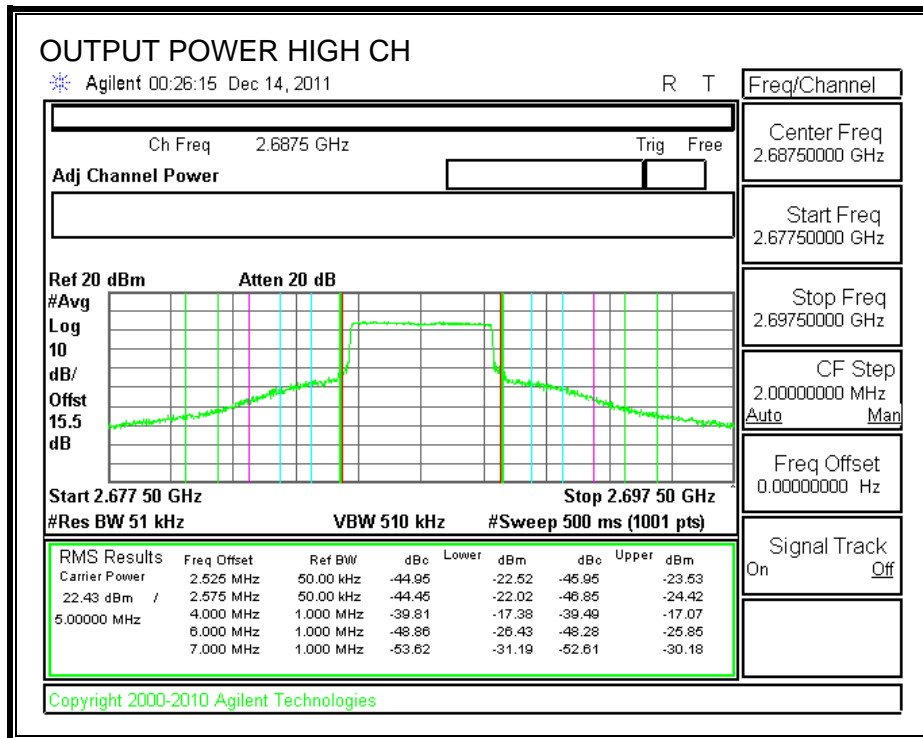 OUTPUT POWER HIGH CH
Agilent 00:26:15 Dec 14, 2011 R T
Ch Freq 2.6875 GHz Trig Free
Adj Channel Power
Ref 20 dBm Atten 20 dB
#Avg
Log
10
dB/
Offst
15.5
dB
Start 2.677 50 GHz Stop 2.697 50 GHz
#Res BW 51 kHz VBW 510 kHz #Sweep 500 ms (1001 pts)
RMS Results Freq Offset Ref BW dBc Lower dBm dBc Upper dBm
Carrier Power 2.525 MHz 50.00 kHz -44.95 -22.52 -45.95 -23.53
22.43 dBm / 2.575 MHz 50.00 kHz -44.45 -22.02 -46.85 -24.42
5.00000 MHz 4.000 MHz 1.000 MHz -39.81 -17.38 -39.49 -17.07
6.000 MHz 1.000 MHz -48.86 -26.43 -48.28 -25.85
7.000 MHz 1.000 MHz -53.62 -31.19 -52.61 -30.18
Copyright 2000-2010 Agilent Technologies
Freq/Channel
Center Freq
2.68750000 GHz
Start Freq
2.67750000 GHz
Stop Freq
2.69750000 GHz
CF Step
2.00000000 MHz
Auto Man
Freq Offset
0.00000000 Hz
Signal Track
On Off